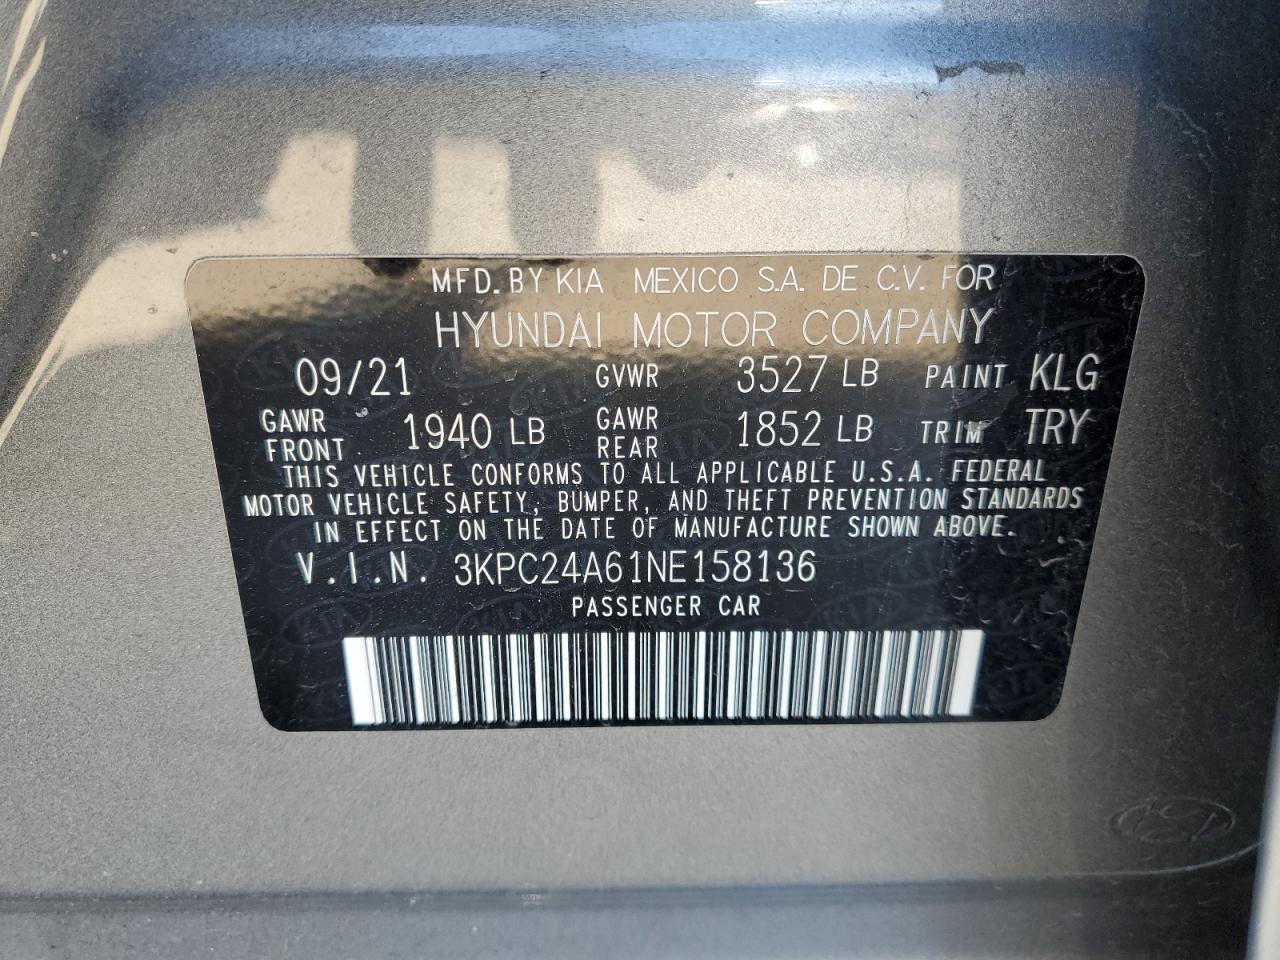 MFD. BY KIA MEXICO S.A. DE C.V. FOR
HYUNDAI MOTOR COMPANY
09/21 GVWR 3527 LB PAINT KLG
GAWR FRONT 1940 LB GAWR REAR 1852 LB TRIM TRY
THIS VEHICLE CONFORMS TO ALL APPLICABLE U.S.A. FEDERAL
MOTOR VEHICLE SAFETY, BUMPER, AND THEFT PREVENTION STANDARDS
IN EFFECT ON THE DATE OF MANUFACTURE SHOWN ABOVE.
V.I.N. 3KPC24A61NE158136
PASSENGER CAR